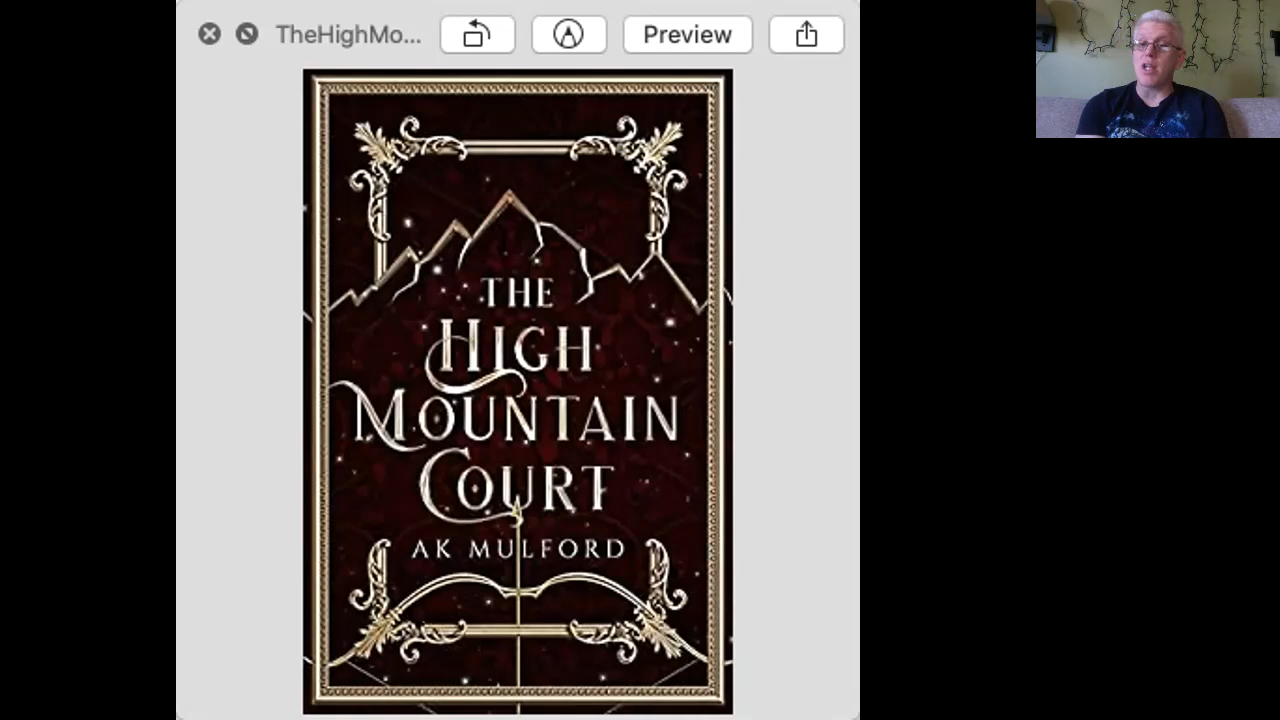 TheHighMo...
Preview
THE
HIGH
MOUNTAIN
COURT
AK MULFORD